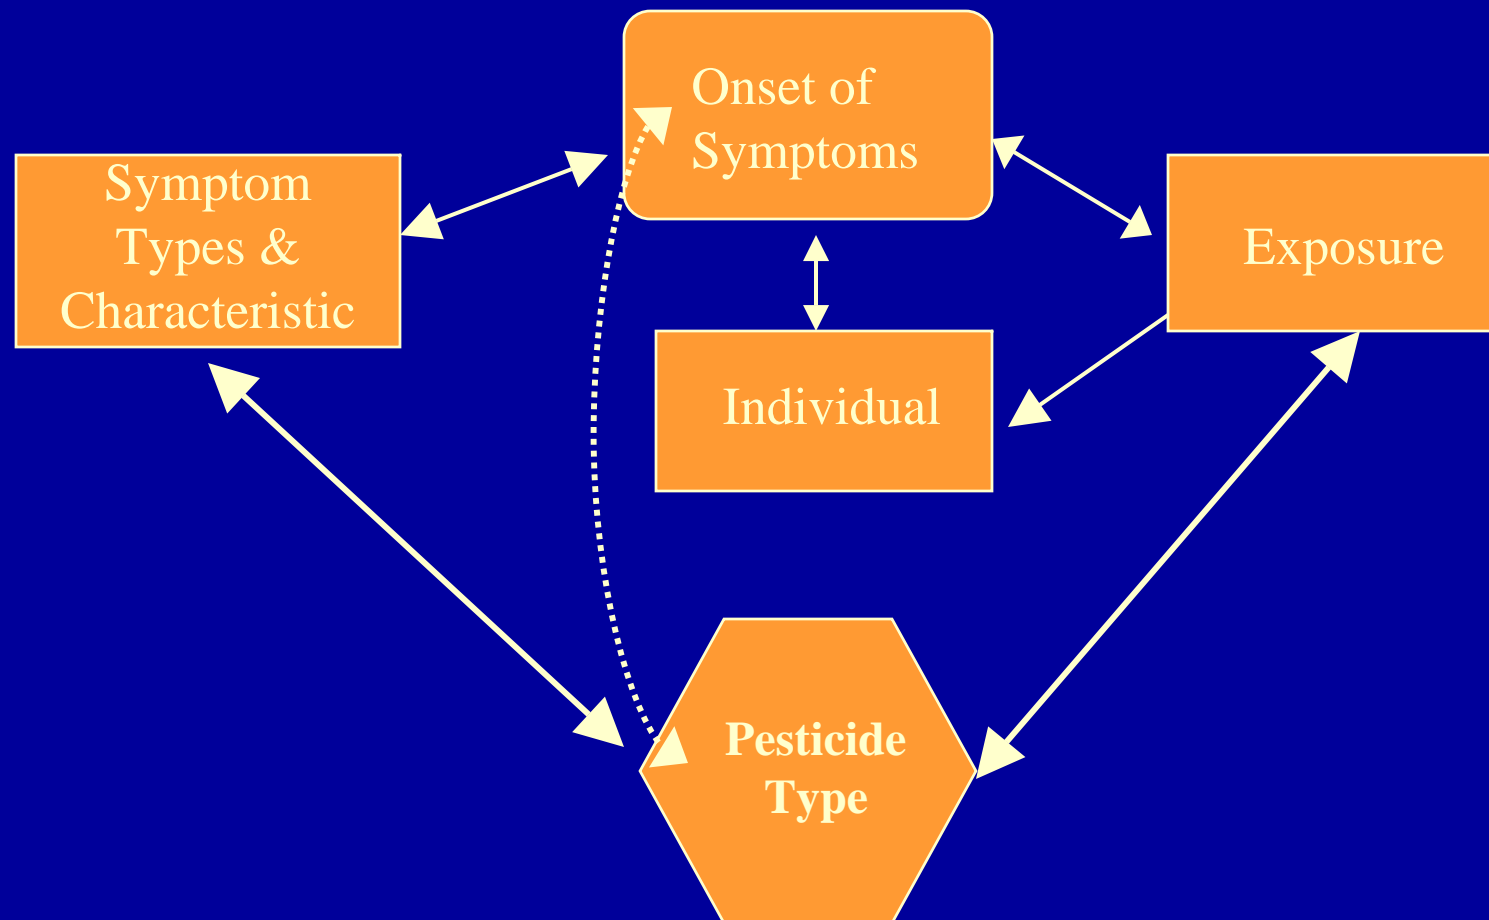 Onset of
Symptoms
Symptom
Types &
Characteristic
Exposure
Individual
Pesticide
Type